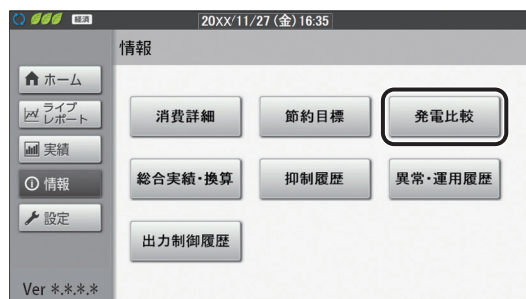 経済
20XX/11/27 (金) 16:35
情報
ホーム
ライブ
レポート
実績
情報
設定
Ver *.*.*.*
消費詳細
節約目標
発電比較
総合実績・換算
抑制履歴
異常・運用履歴
出力制御履歴